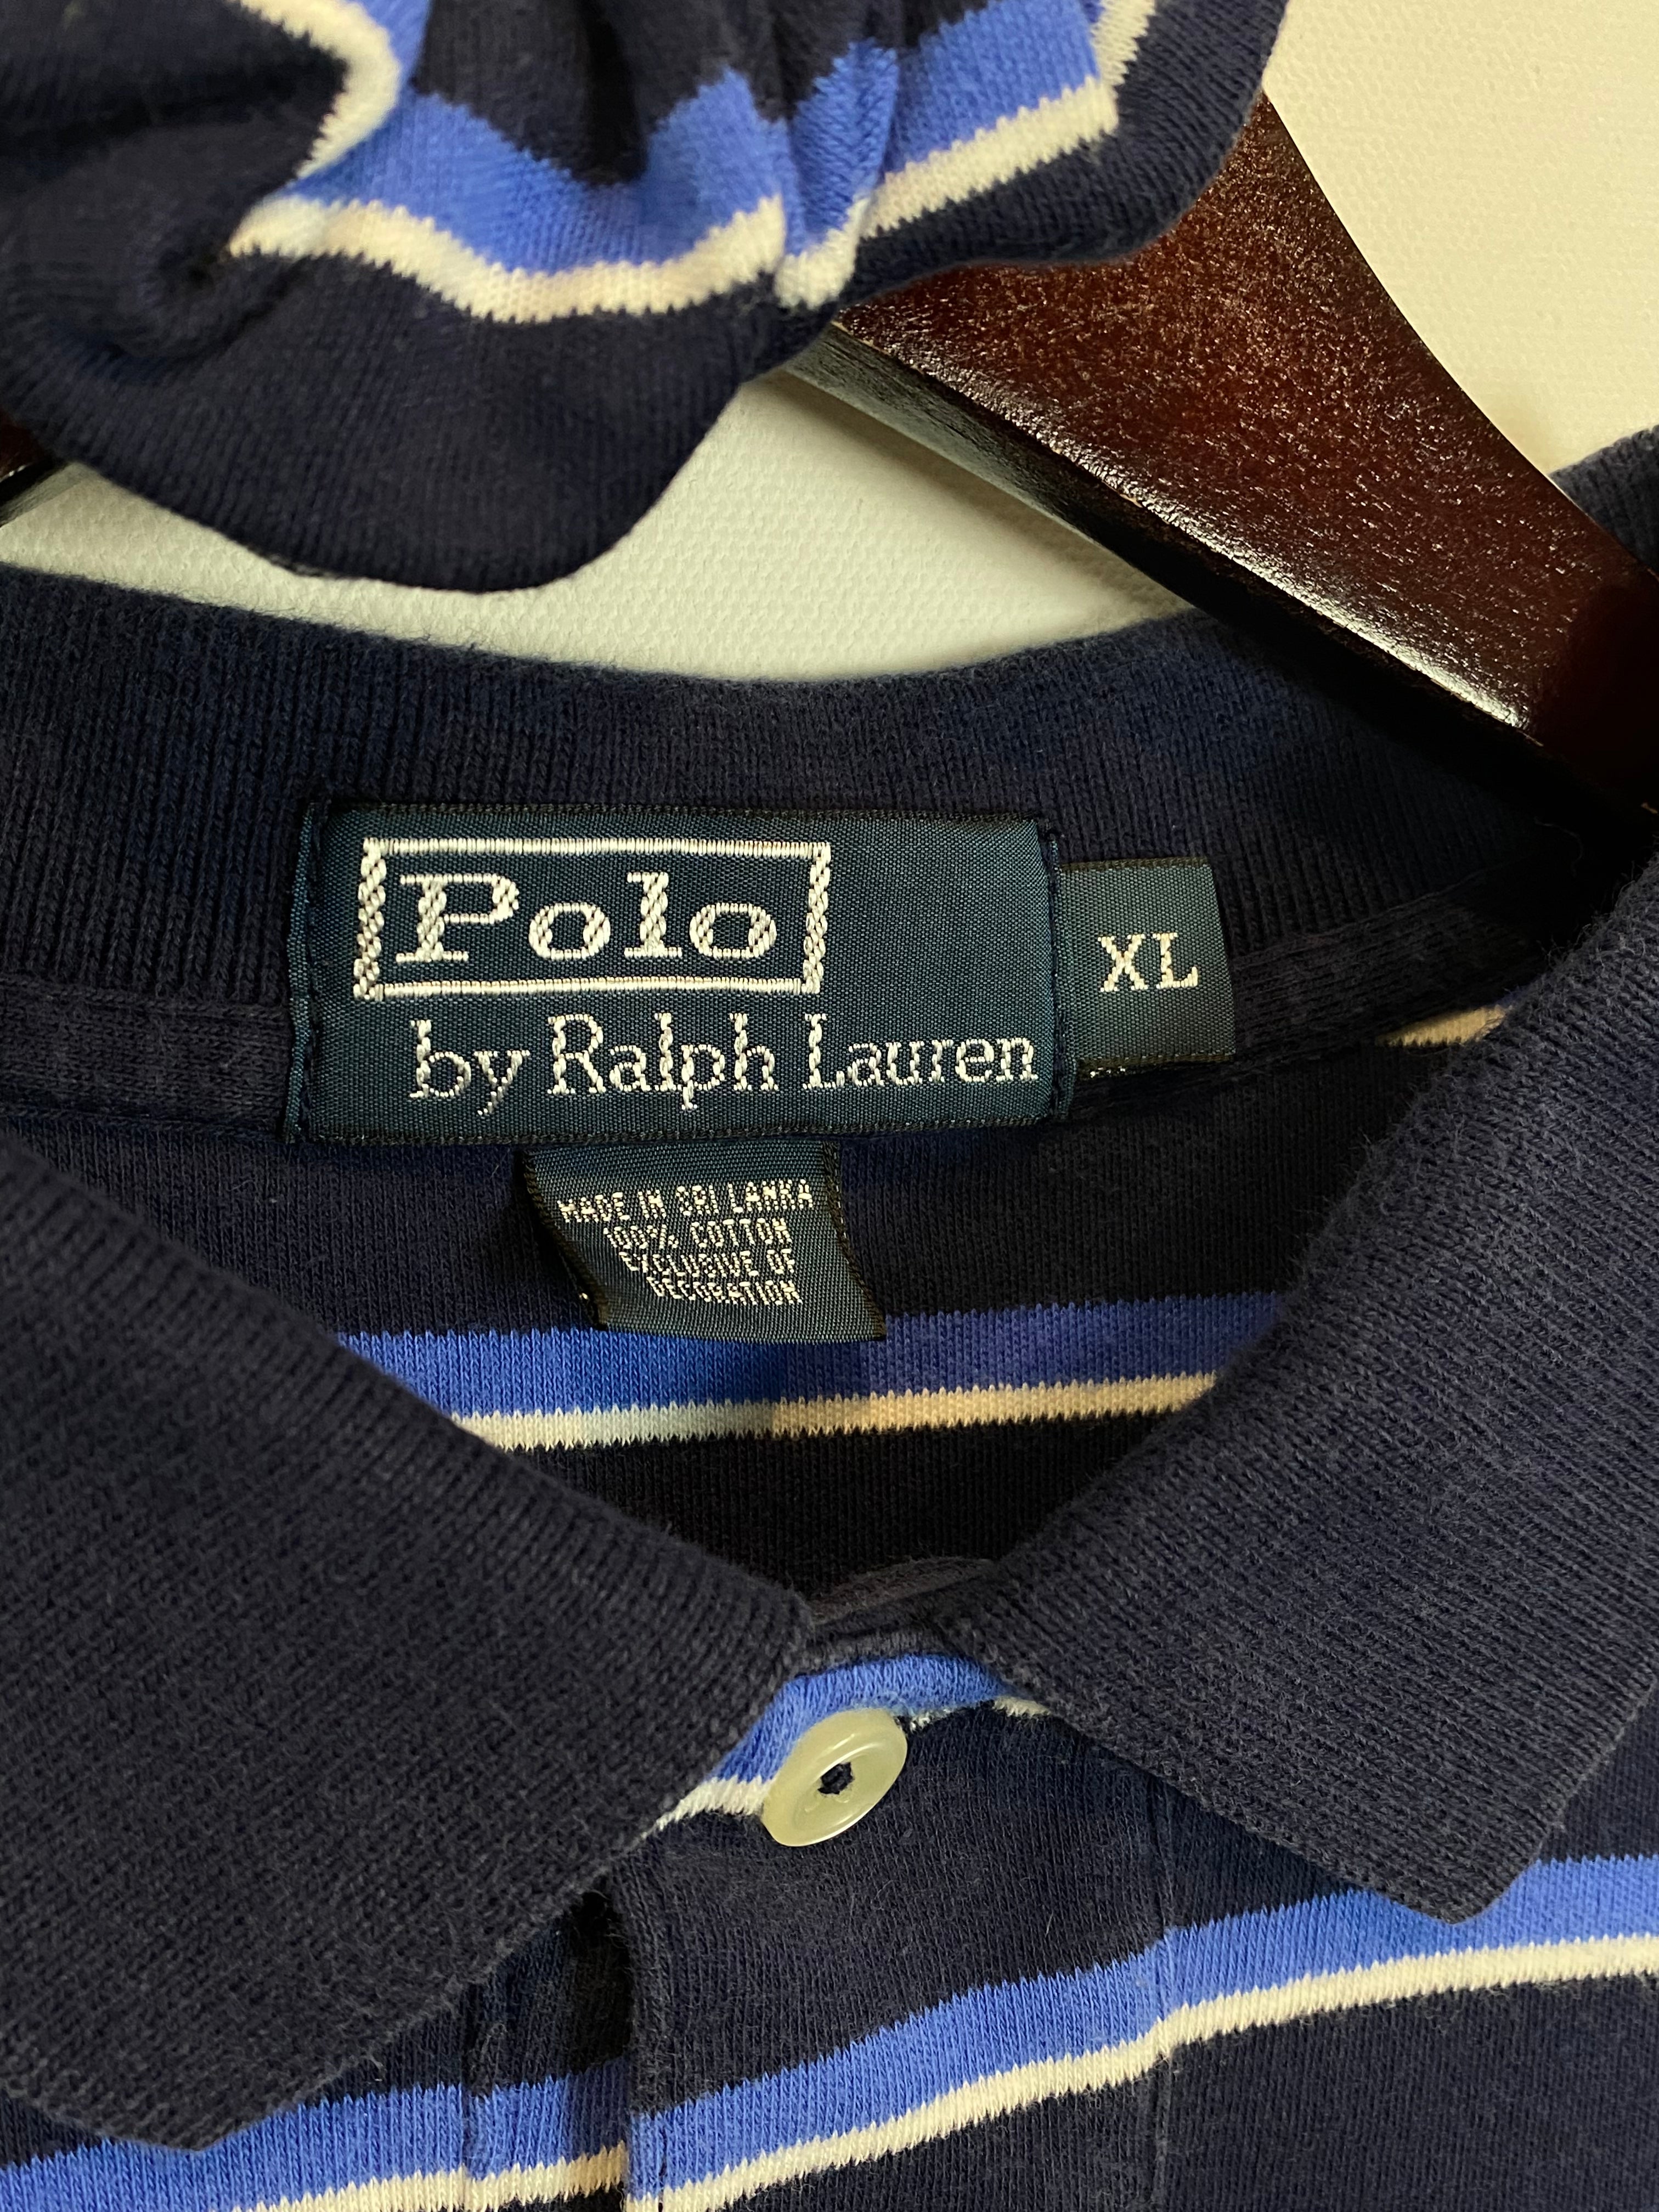 Polo
by Ralph Lauren
XL
MADE IN SRI LANKA
100% COTTON
EXCLUSIVE OF
DECORATION